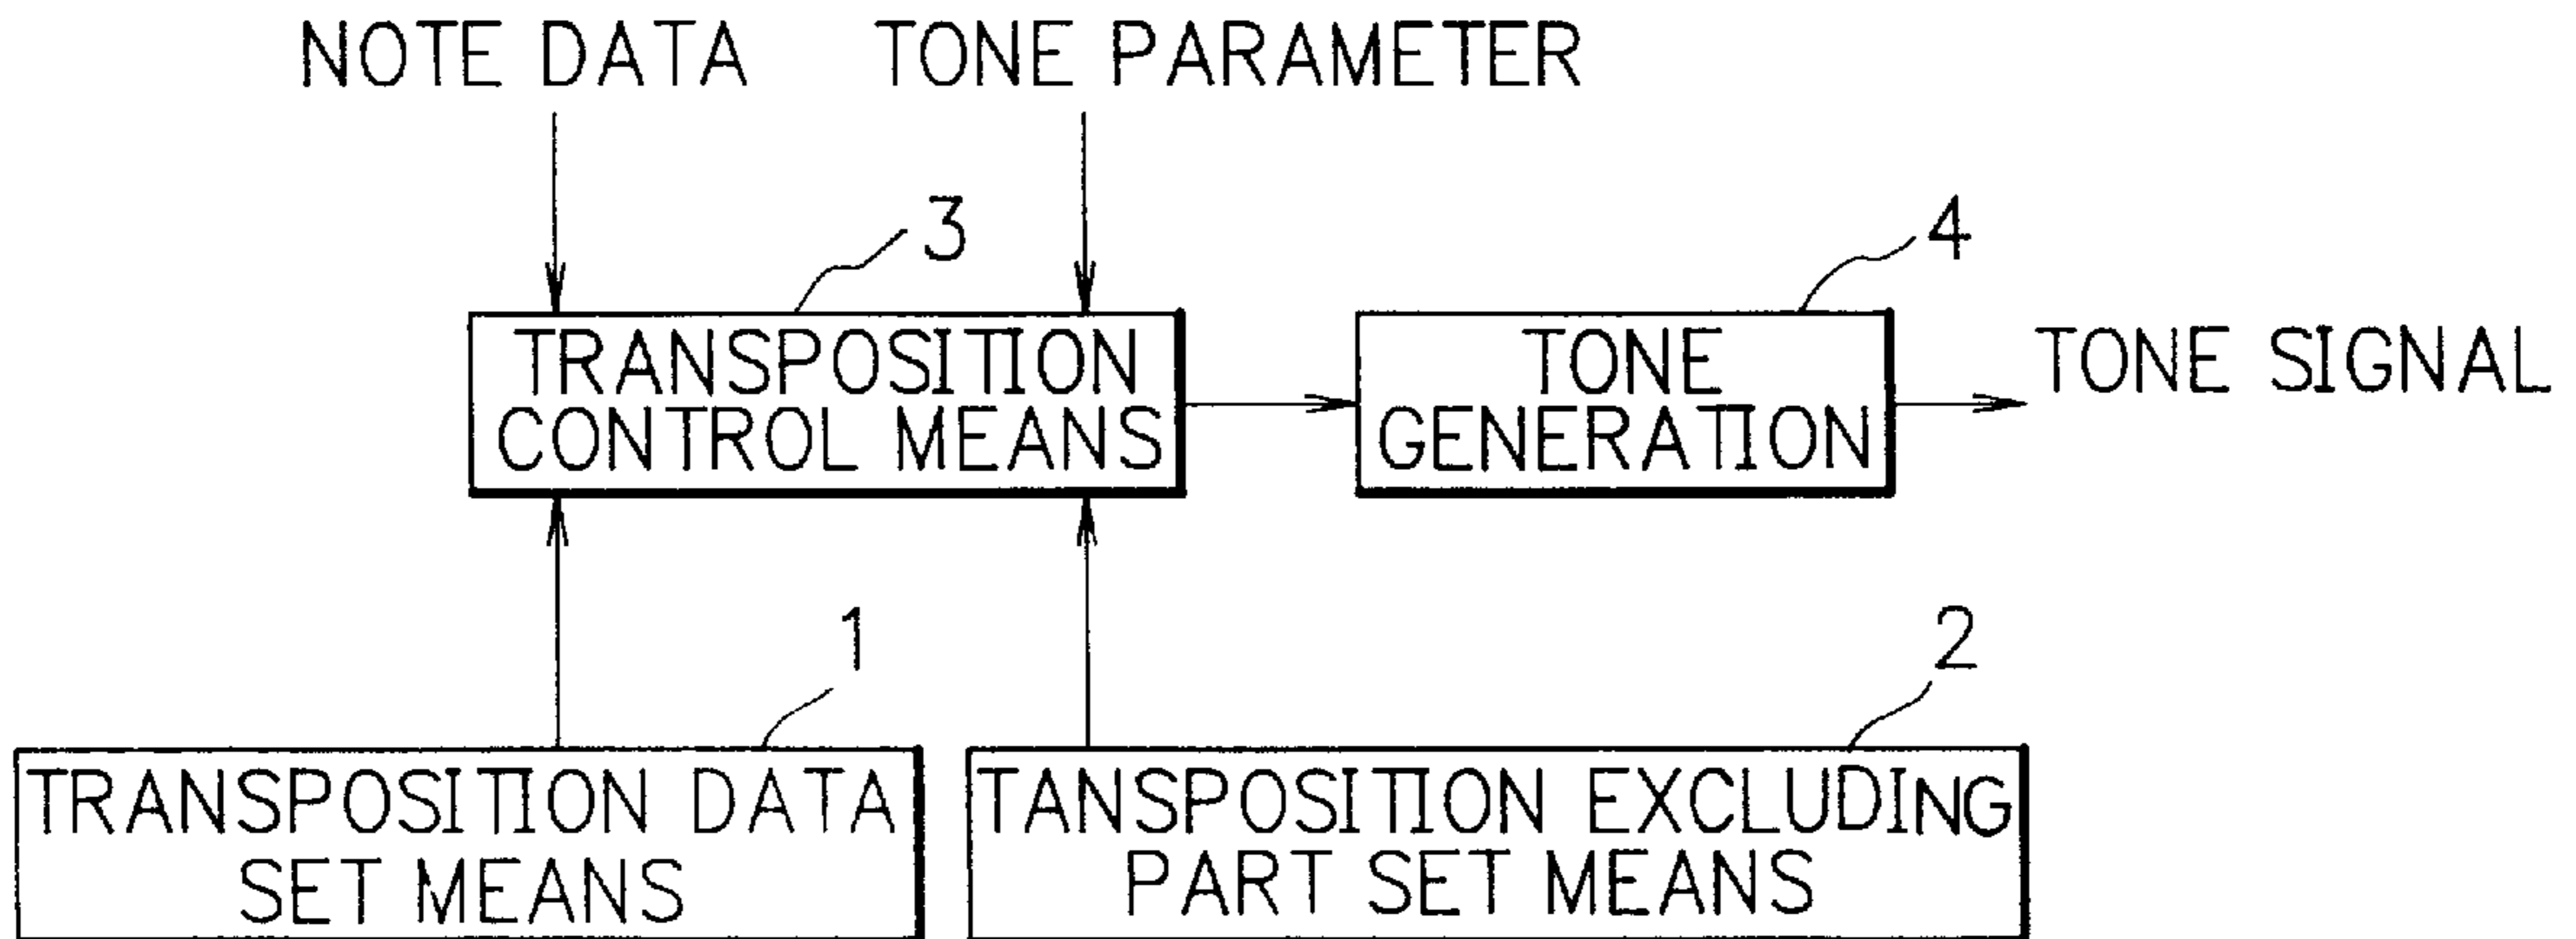 NOTE DATA TONE PARAMETER
3
4
TRANSPOSITION
CONTROL MEANS
TONE
GENERATION
TONE SIGNAL
1
2
TRANSPOSITION DATA
SET MEANS
TANSPOSITION EXCLUDING
PART SET MEANS